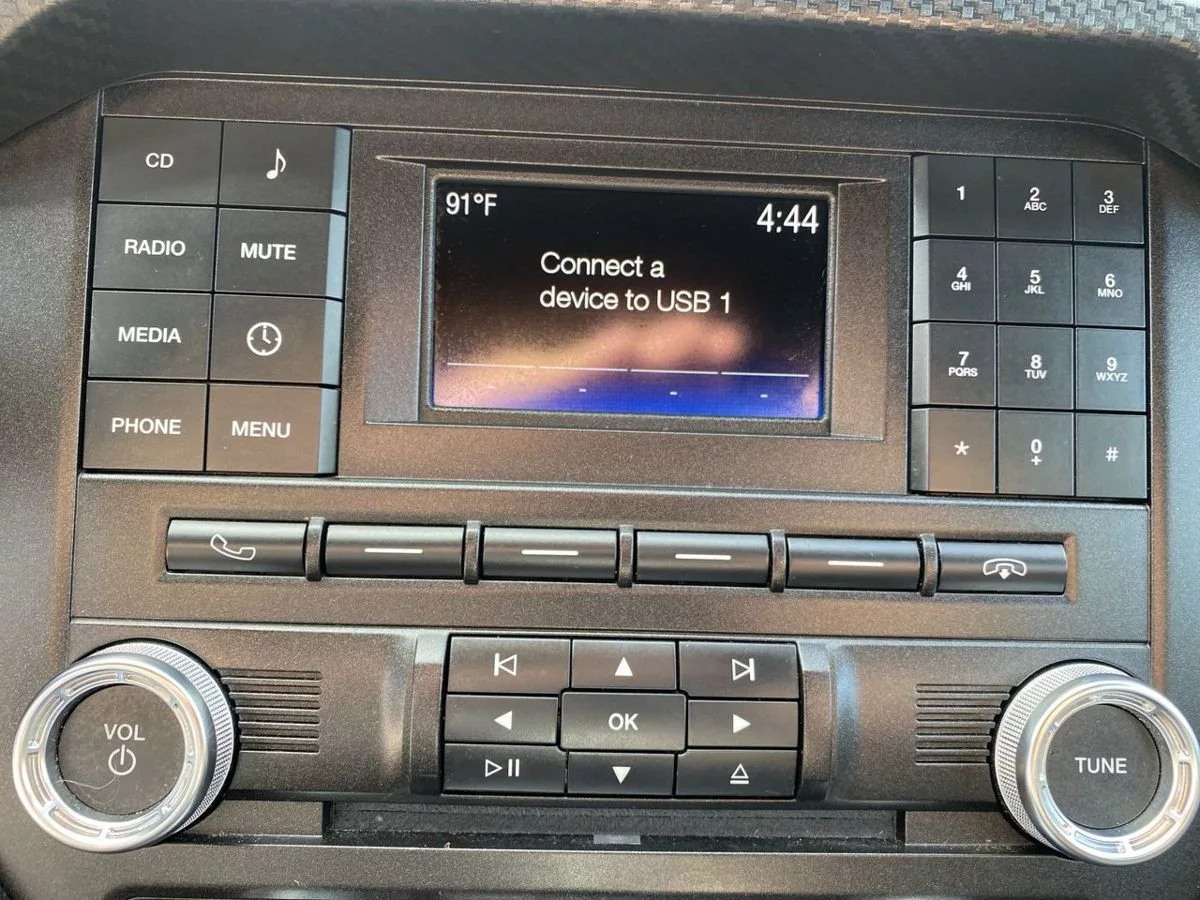 CD
RADIO
MUTE
MEDIA
PHONE
MENU
91°F
4:44
Connect a
device to USB 1
1
2
ABC
3
DEF
4
GHI
5
JKL
6
MNO
7
PQRS
8
TUV
9
WXYZ
*
0
+
#
OK
VOL
TUNE